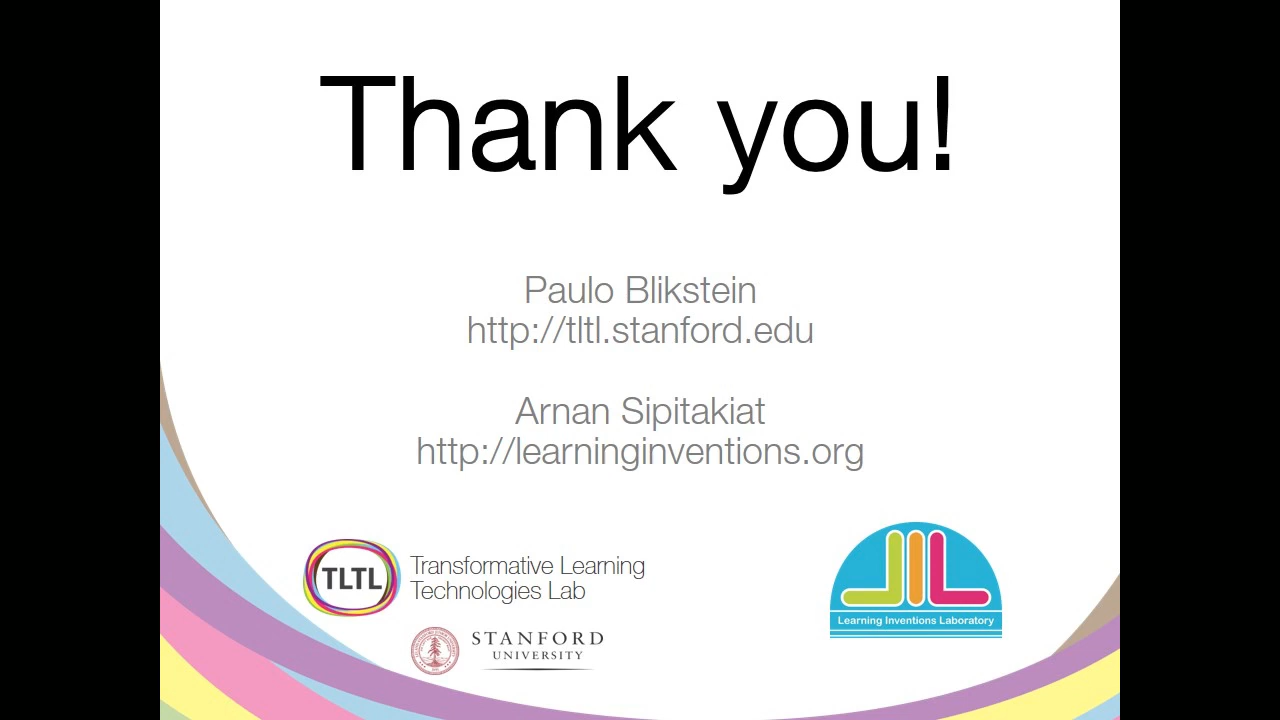 Thank you!
Paulo Blikstein
http://tltl.stanford.edu
Arnan Sipitakiat
http://learninginventions.org
TLTL
Transformative Learning
Technologies Lab
STANFORD
UNIVERSITY
Learning Inventions Laboratory